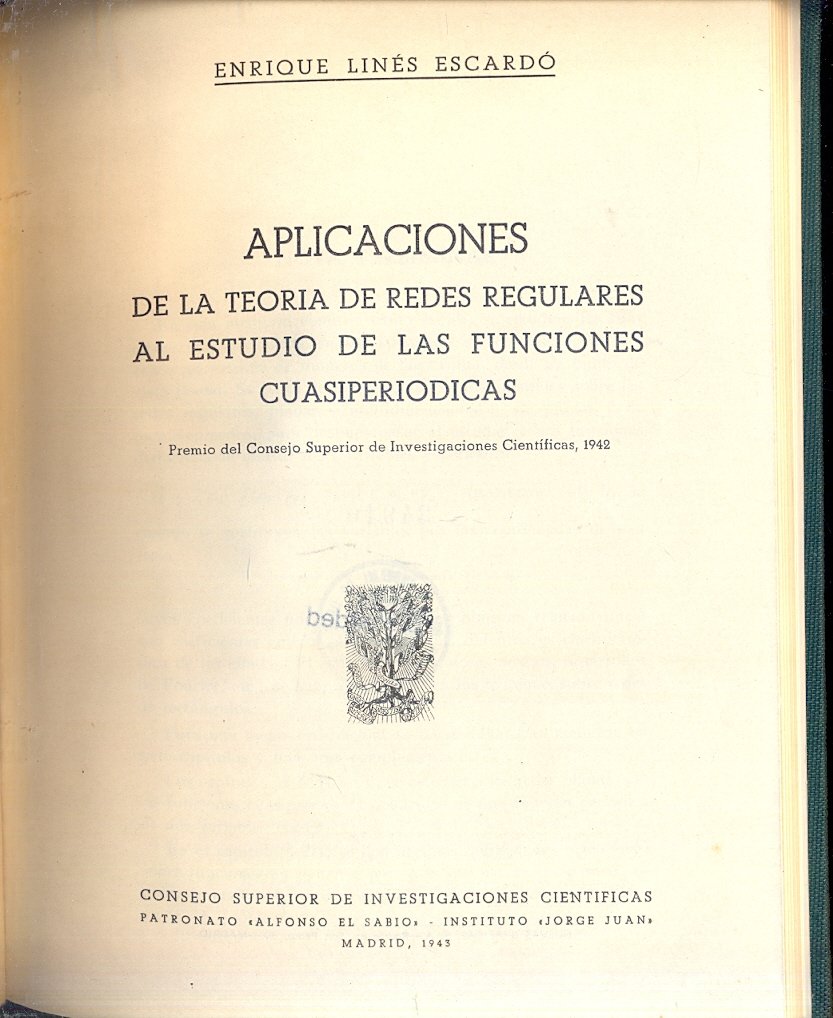 ENRIQUE LINÉS ESCARDÓ
APLICACIONES
DE LA TEORIA DE REDES REGULARES
AL ESTUDIO DE LAS FUNCIONES
CUASIPERIODICAS
Premio del Consejo Superior de Investigaciones Científicas, 1942
CONSEJO SUPERIOR DE INVESTIGACIONES CIENTIFICAS
PATRONATO «ALFONSO EL SABIO» - INSTITUTO «JORGE JUAN»
MADRID, 1943